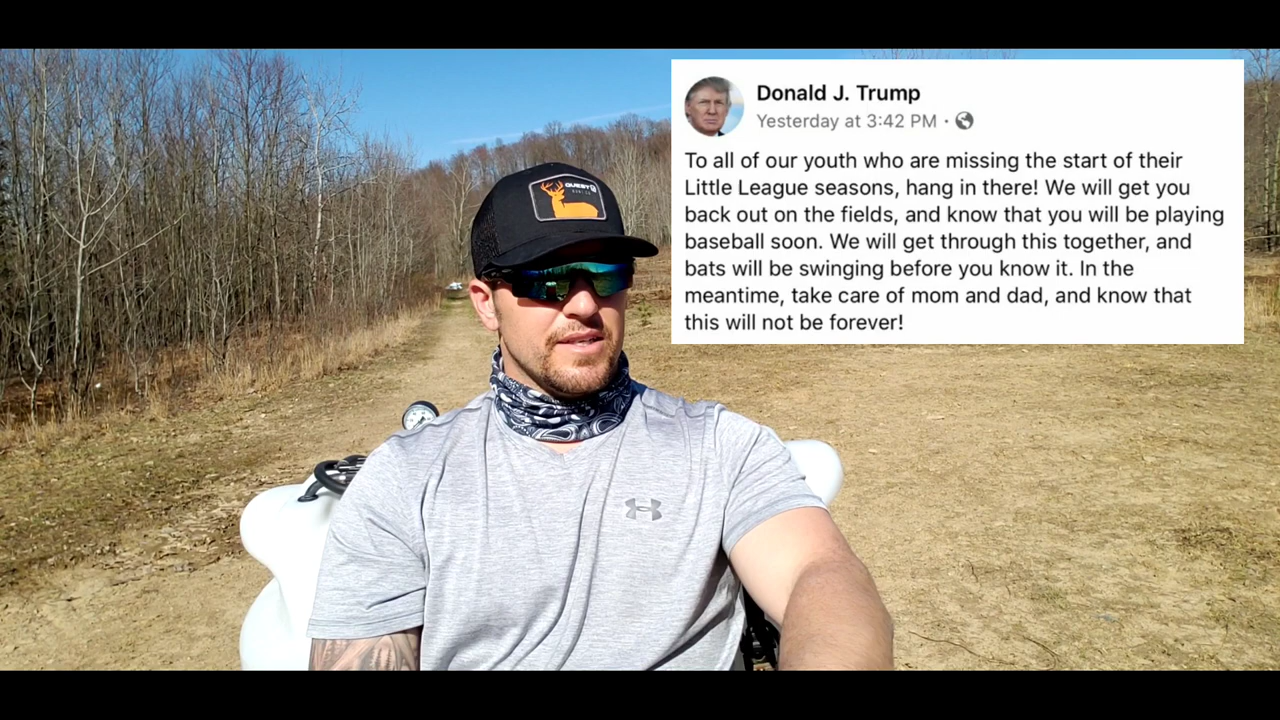 QUEST
Donald J. Trump
Yesterday at 3:42 PM ·
To all of our youth who are missing the start of their
Little League seasons, hang in there! We will get you
back out on the fields, and know that you will be playing
baseball soon. We will get through this together, and
bats will be swinging before you know it. In the
meantime, take care of mom and dad, and know that
this will not be forever!